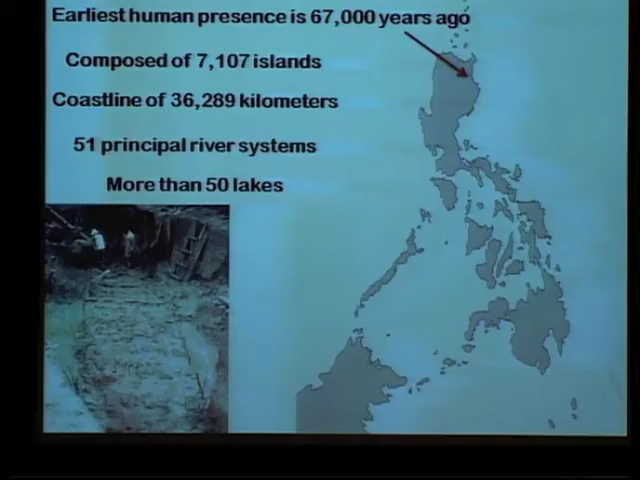 Earliest human presence is 67,000 years ago
Composed of 7,107 islands
Coastline of 36,289 kilometers
51 principal river systems
More than 50 lakes